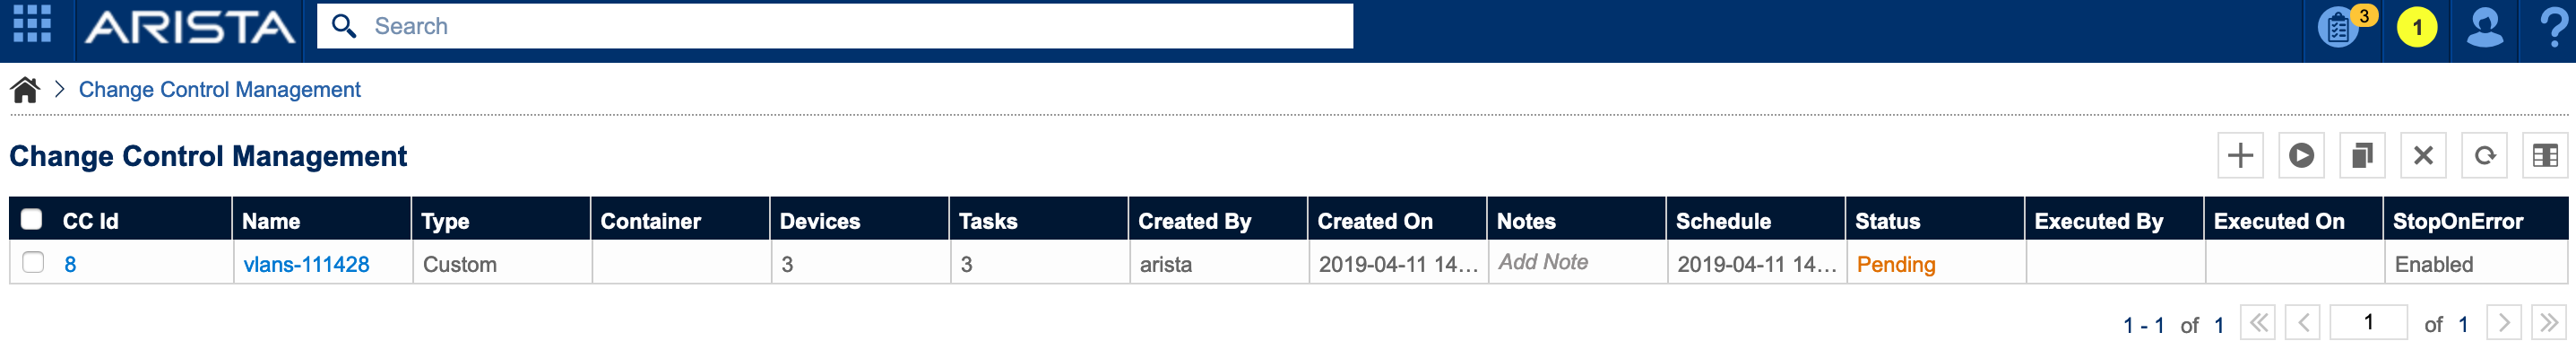 ARISTA Search 3 1 ?
Change Control Management
Change Control Management
CC Id Name Type Container Devices Tasks Created By Created On Notes Schedule Status Executed By Executed On StopOnError
8 vlans-111428 Custom 3 3 arista 2019-04-11 14... Add Note 2019-04-11 14... Pending Enabled
1 - 1 of 1 1 of 1